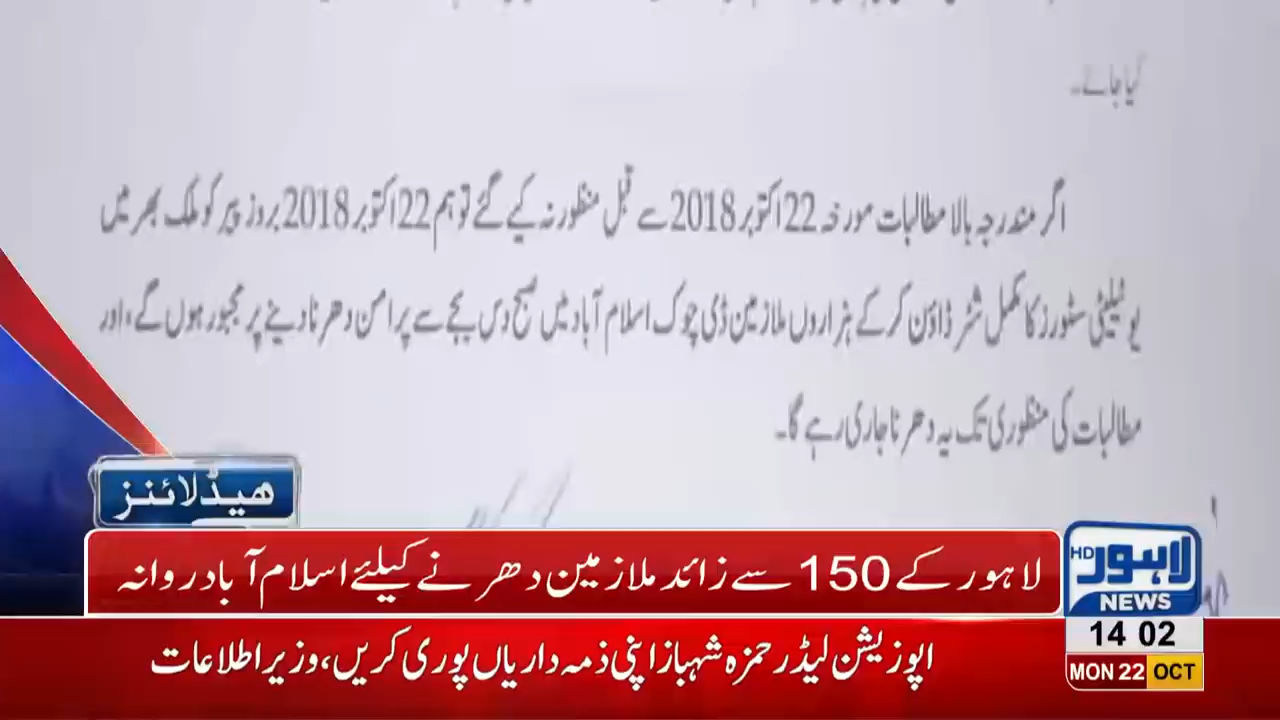 کیا جائے۔
اگر مندرجہ بالا مطالبات مورخہ 22 اکتوبر 2018 سے قبل منظور نہ کیے گئے تو ہم 22 اکتوبر 2018 بروز پیر کو ملک بھر میں
یوٹیلیٹی سٹورز کا مکمل شٹر ڈاؤن کر کے ہزاروں ملازمین ڈی چوک اسلام آباد میں صبح دس بجے سے پرامن دھرنا دینے پر مجبور ہوں گے، اور
مطالبات کی منظوری تک یہ دھرنا جاری رہے گا۔
ھیڈلائنز
لاہور کے 150 سے زائد ملازمین دھرنے کیلئے اسلام آباد روانہ
لاہور HD
NEWS
14 02
MON 22 OCT
اپوزیشن لیڈر حمزہ شہباز اپنی ذمہ داریاں پوری کریں، وزیر اطلاعات